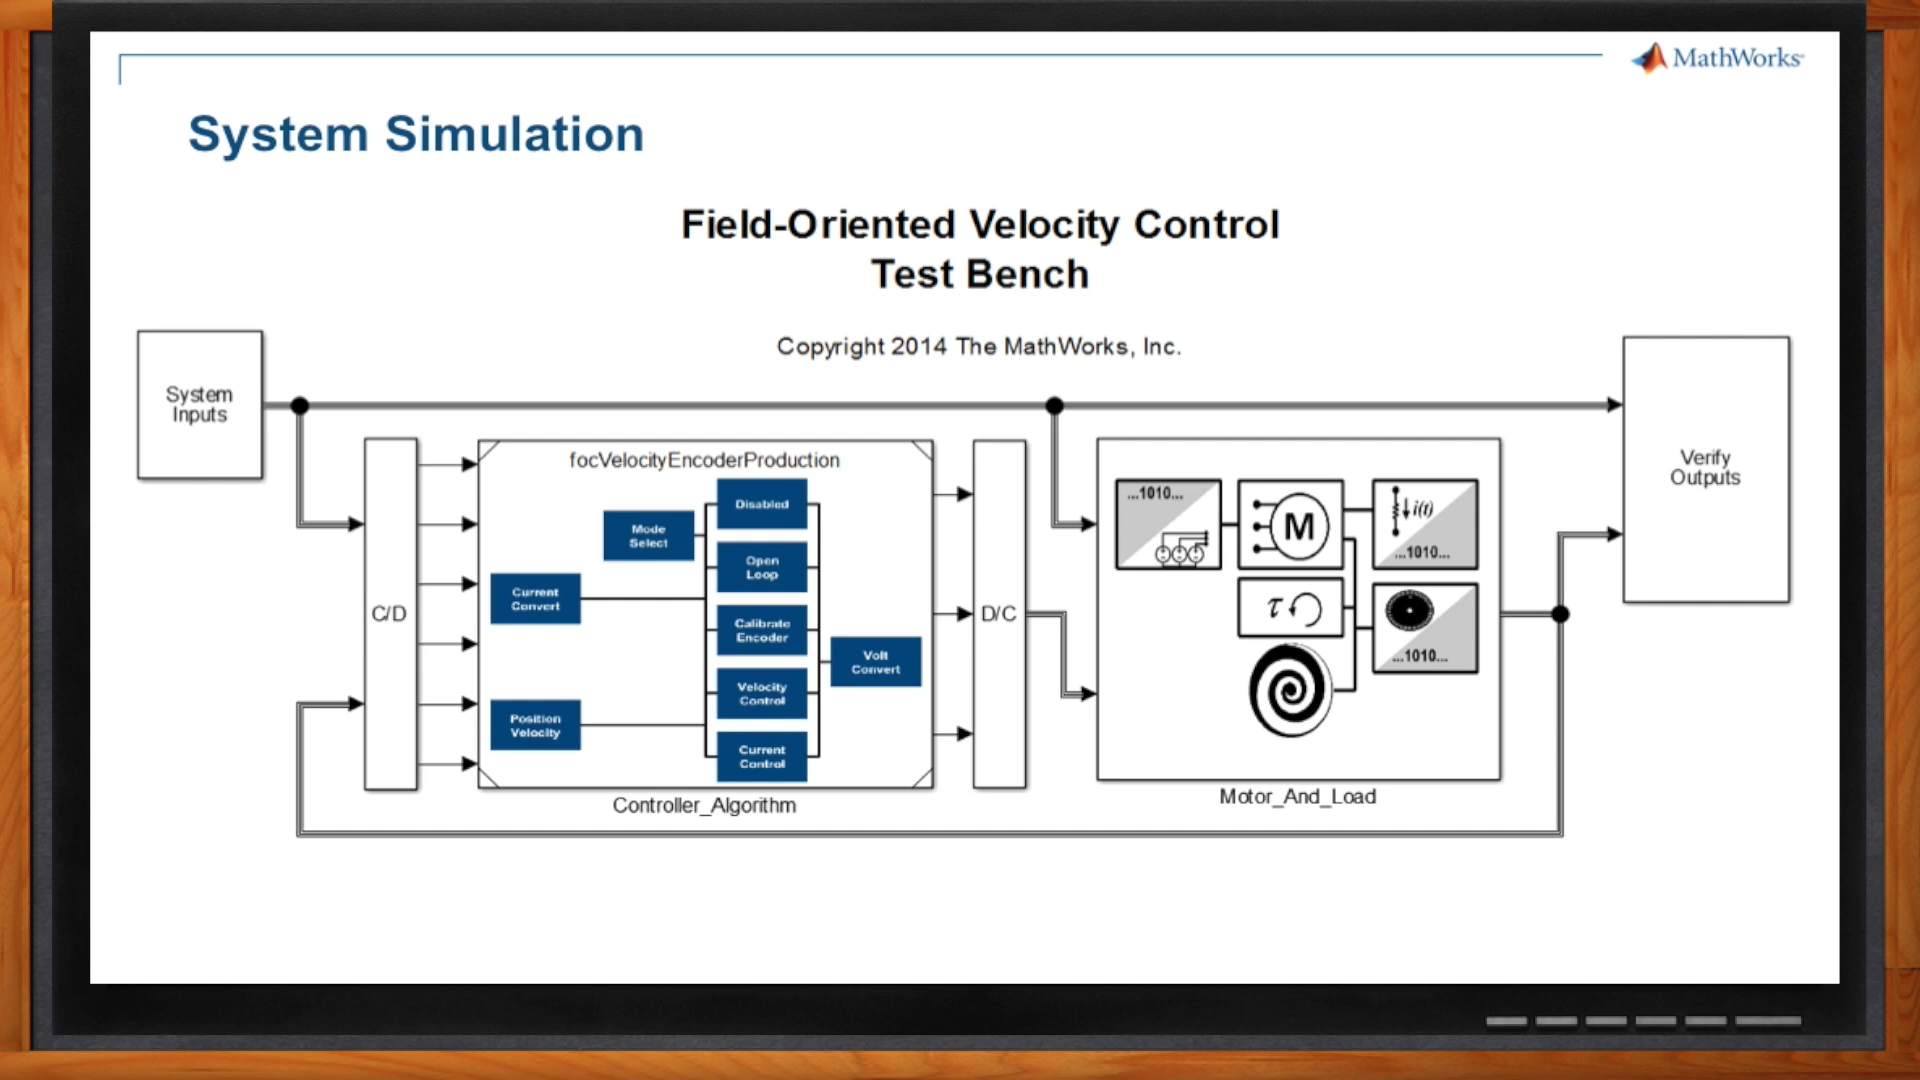 MathWorks
System Simulation
Field-Oriented Velocity Control
Test Bench
Copyright 2014 The MathWorks, Inc.
System
Inputs
C/D
focVelocityEncoderProduction
Mode
Select
Current
Convert
Position
Velocity
Disabled
Open
Loop
Calibrate
Encoder
Velocity
Control
Current
Control
Volt
Convert
Controller_Algorithm
D/C
...1010...
M
i(t)
...1010...
τ
...1010...
Motor_And_Load
Verify
Outputs